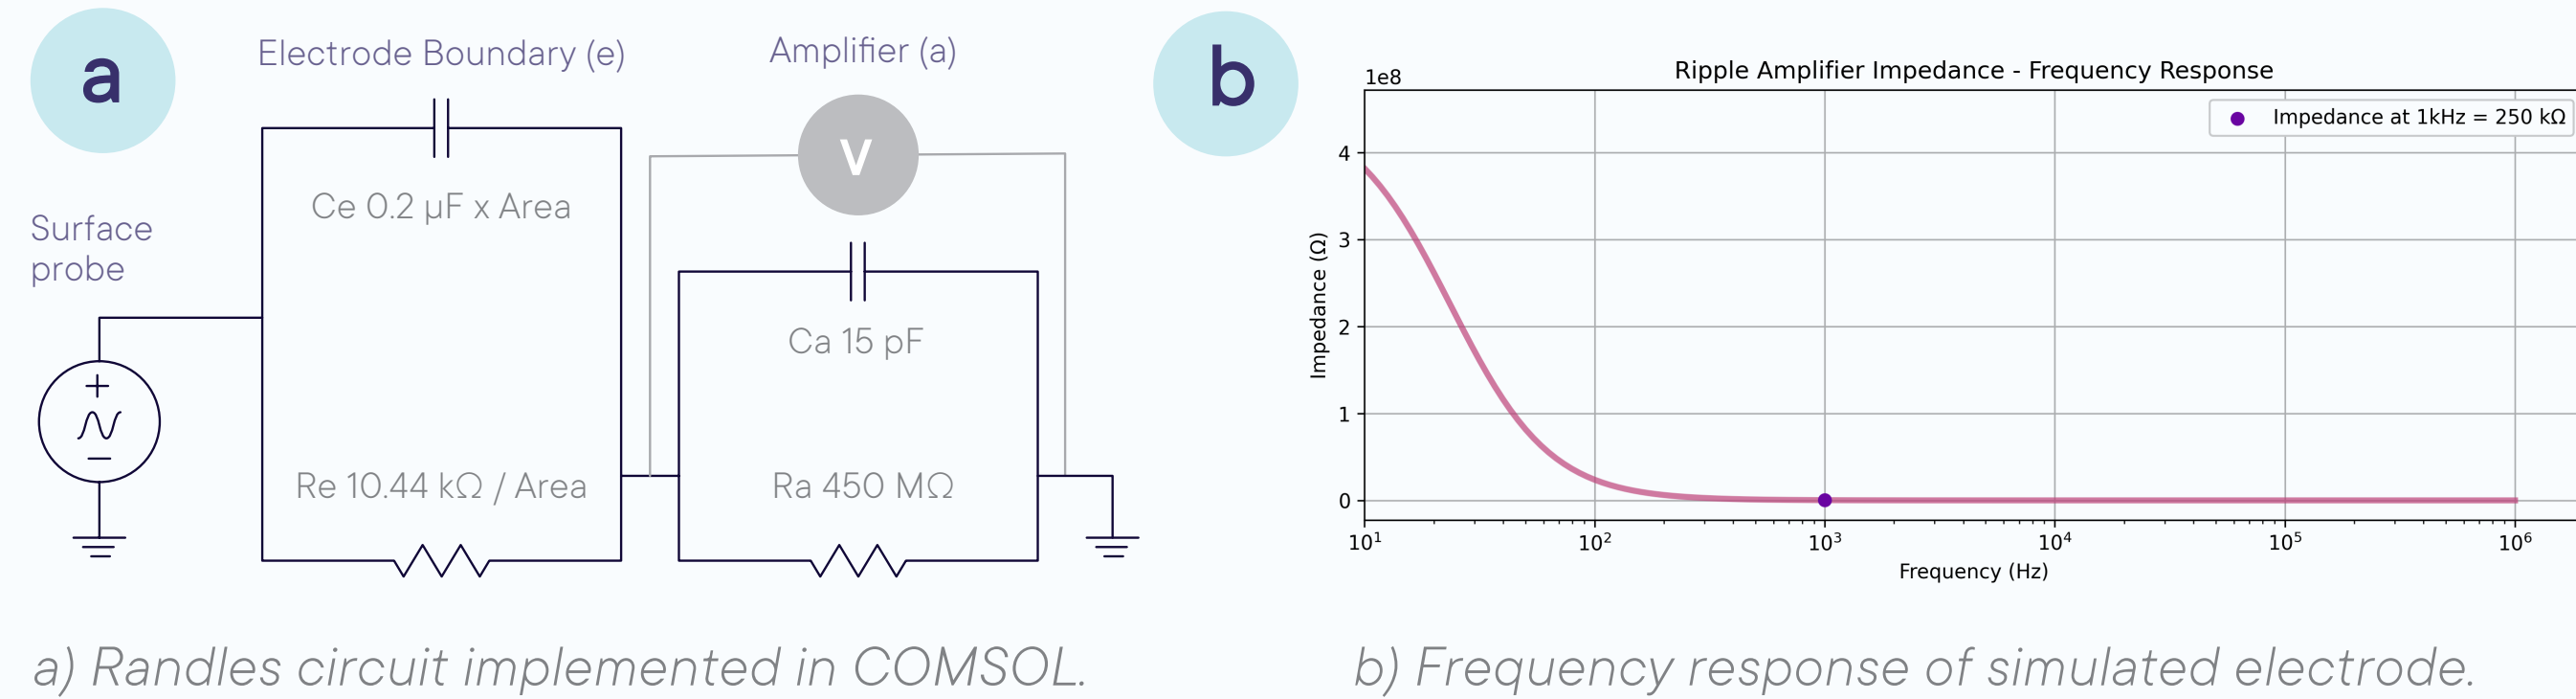 a
Electrode Boundary (e)
Amplifier (a)
V
Ce 0.2 µF x Area
Surface
probe
Ca 15 pF
+
−
Re 10.44 kΩ / Area
Ra 450 MΩ
a) Randles circuit implemented in COMSOL.
b
Ripple Amplifier Impedance - Frequency Response
1e8
Impedance at 1kHz = 250 kΩ
4
3
2
1
0
Impedance (Ω)
10¹ 10² 10³ 10⁴ 10⁵ 10⁶
Frequency (Hz)
b) Frequency response of simulated electrode.